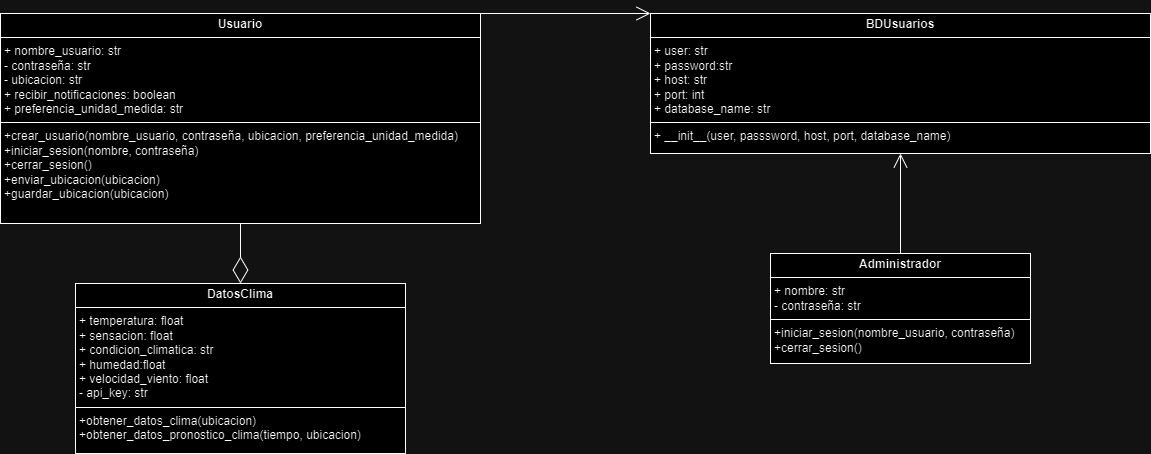 Usuario
+ nombre_usuario: str
- contraseña: str
- ubicacion: str
+ recibir_notificaciones: boolean
+ preferencia_unidad_medida: str
+crear_usuario(nombre_usuario, contraseña, ubicacion, preferencia_unidad_medida)
+iniciar_sesion(nombre, contraseña)
+cerrar_sesion()
+enviar_ubicacion(ubicacion)
+guardar_ubicacion(ubicacion)
BDUsuarios
+ user: str
+ password:str
+ host: str
+ port: int
+ database_name: str
+ __init__(user, passsword, host, port, database_name)
DatosClima
+ temperatura: float
+ sensacion: float
+ condicion_climatica: str
+ humedad:float
+ velocidad_viento: float
- api_key: str
+obtener_datos_clima(ubicacion)
+obtener_datos_pronostico_clima(tiempo, ubicacion)
Administrador
+ nombre: str
- contraseña: str
+iniciar_sesion(nombre_usuario, contraseña)
+cerrar_sesion()